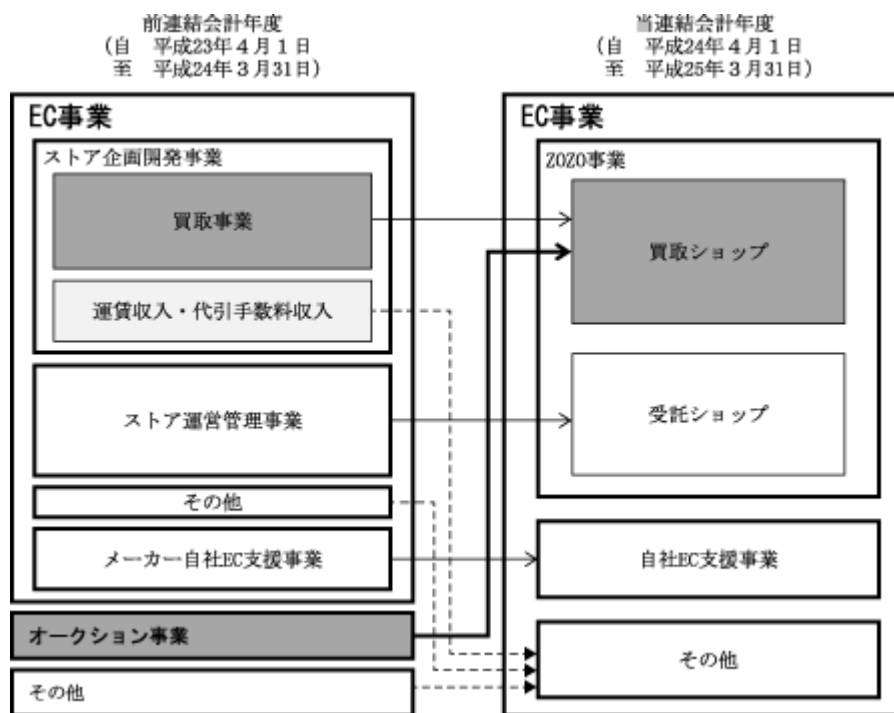 前連結会計年度
(自　平成23年４月１日
至　平成24年３月31日)
EC事業
ストア企画開発事業
買取事業
運賃収入・代引手数料収入
ストア運営管理事業
その他
メーカー自社EC支援事業
オークション事業
その他
当連結会計年度
(自　平成24年４月１日
至　平成25年３月31日)
EC事業
ZOZO事業
買取ショップ
受託ショップ
自社EC支援事業
その他